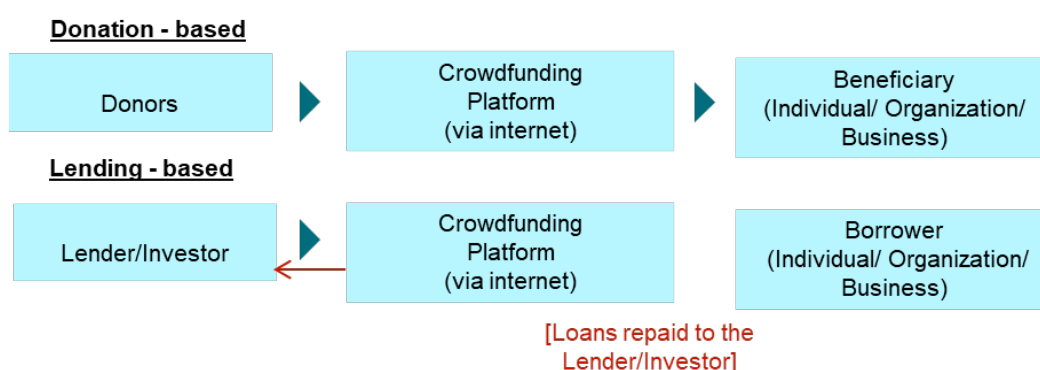 Donation - based
Donors
Crowdfunding
Platform
(via internet)
Beneficiary
(Individual/ Organization/
Business)
Lending - based
Lender/Investor
Crowdfunding
Platform
(via internet)
Borrower
(Individual/ Organization/
Business)
[Loans repaid to the
Lender/Investor]